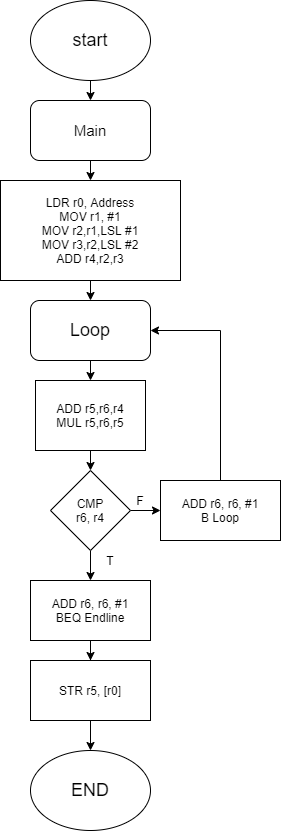 start
Main
LDR r0, Address
MOV r1, #1
MOV r2,r1,LSL #1
MOV r3,r2,LSL #2
ADD r4,r2,r3
Loop
ADD r5,r6,r4
MUL r5,r6,r5
CMP
r6, r4
F
ADD r6, r6, #1
B Loop
T
ADD r6, r6, #1
BEQ Endline
STR r5, [r0]
END